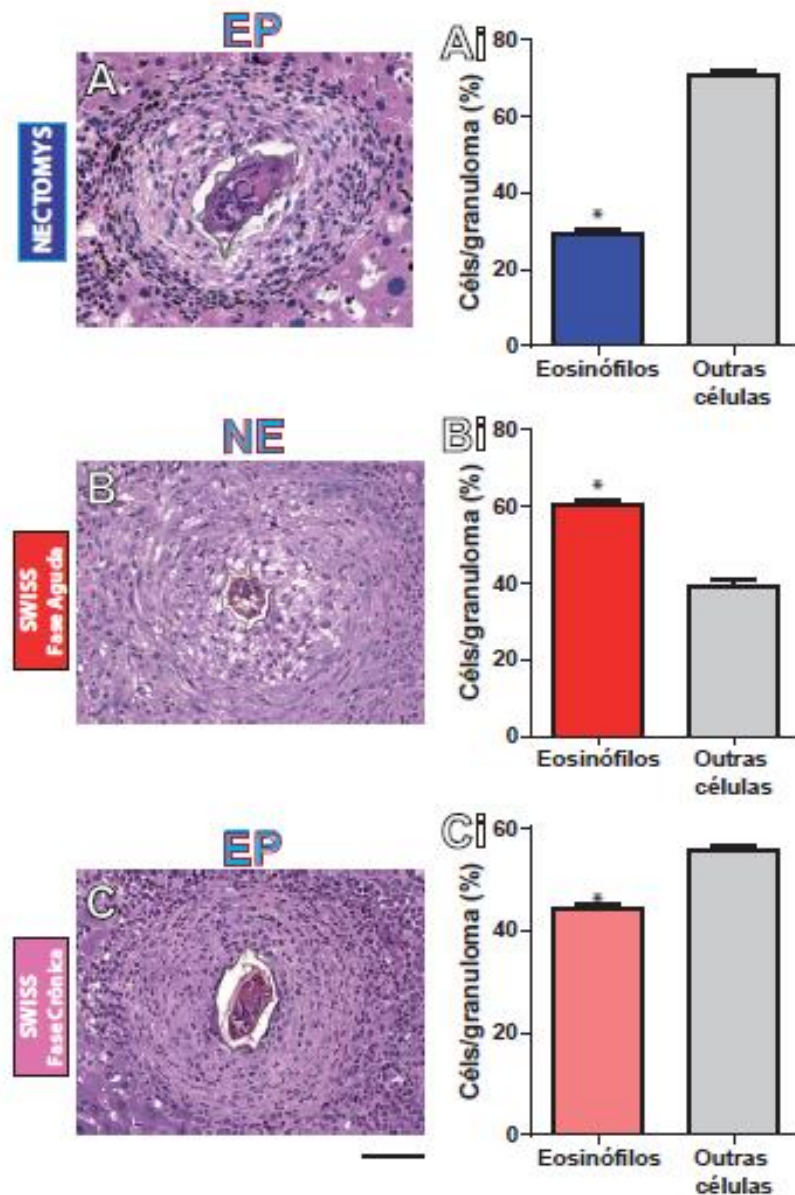 EP
A
NECTOMYS
Ai
Céls/granuloma (%)
80
60
40
20
0
*
Eosinófilos
Outras
células
NE
B
SWISS
Fase Aguda
Bi
Céls/granuloma (%)
80
60
40
20
0
*
Eosinófilos
Outras
células
EP
C
SWISS
Fase Crônica
Ci
Céls/granuloma (%)
60
40
20
0
*
Eosinófilos
Outras
células